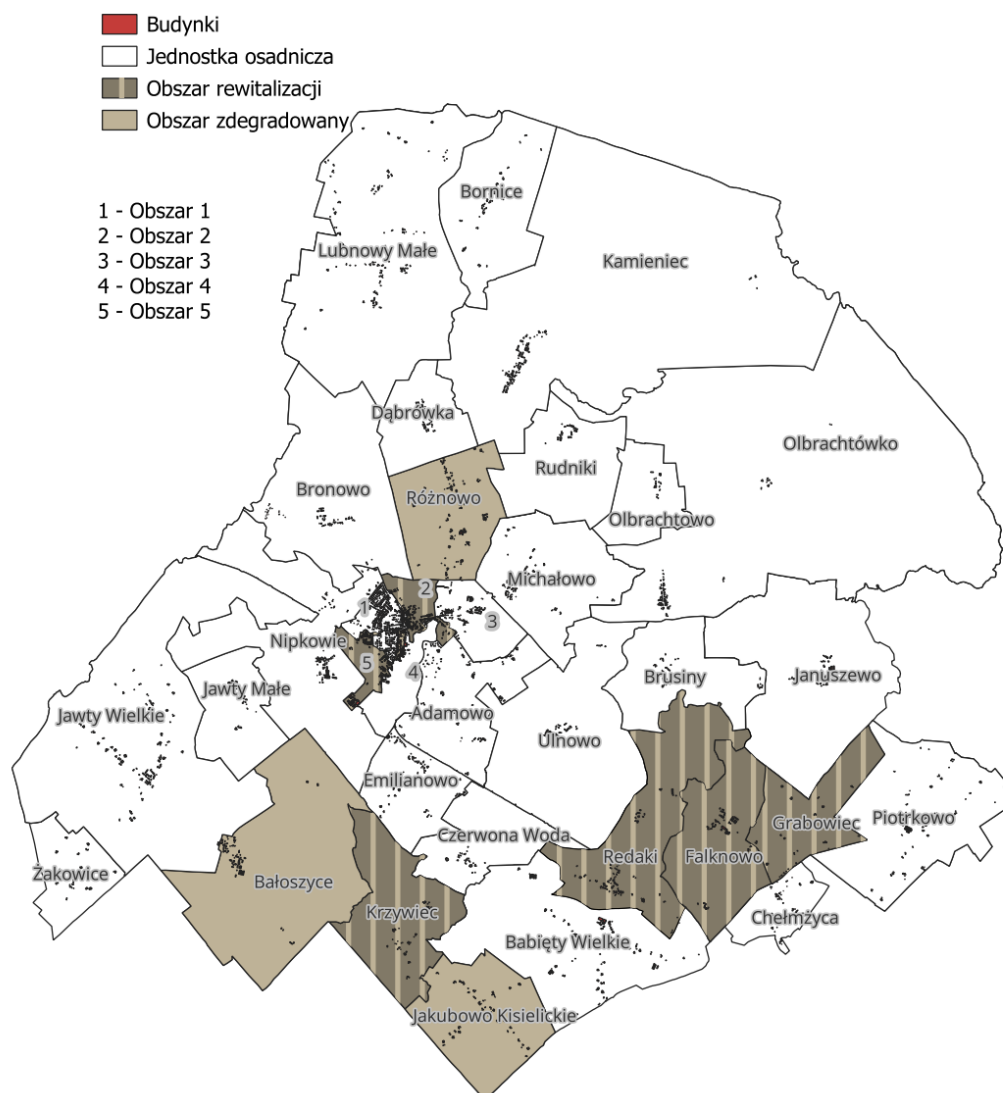 Budynki
Jednostka osadnicza
Obszar rewitalizacji
Obszar zdegradowany
1 - Obszar 1
2 - Obszar 2
3 - Obszar 3
4 - Obszar 4
5 - Obszar 5
Bornice
Lubnowy Małe
Kamieniec
Dąbrówka
Olbrachtówko
Rudniki
Bronowo
Różnowo
Olbrachtowo
Michałowo
2
1
3
Nipkowie
5
4
Brusiny
Januszewo
Jawty Małe
Jawty Wielkie
Adamowo
Ulnowo
Emilianowo
Grabowiec
Piotrkowo
Czerwona Woda
Redaki
Falknowo
Żakowice
Bałoszyce
Krzywiec
Chełmżyca
Babięty Wielkie
Jakubowo Kisielickie